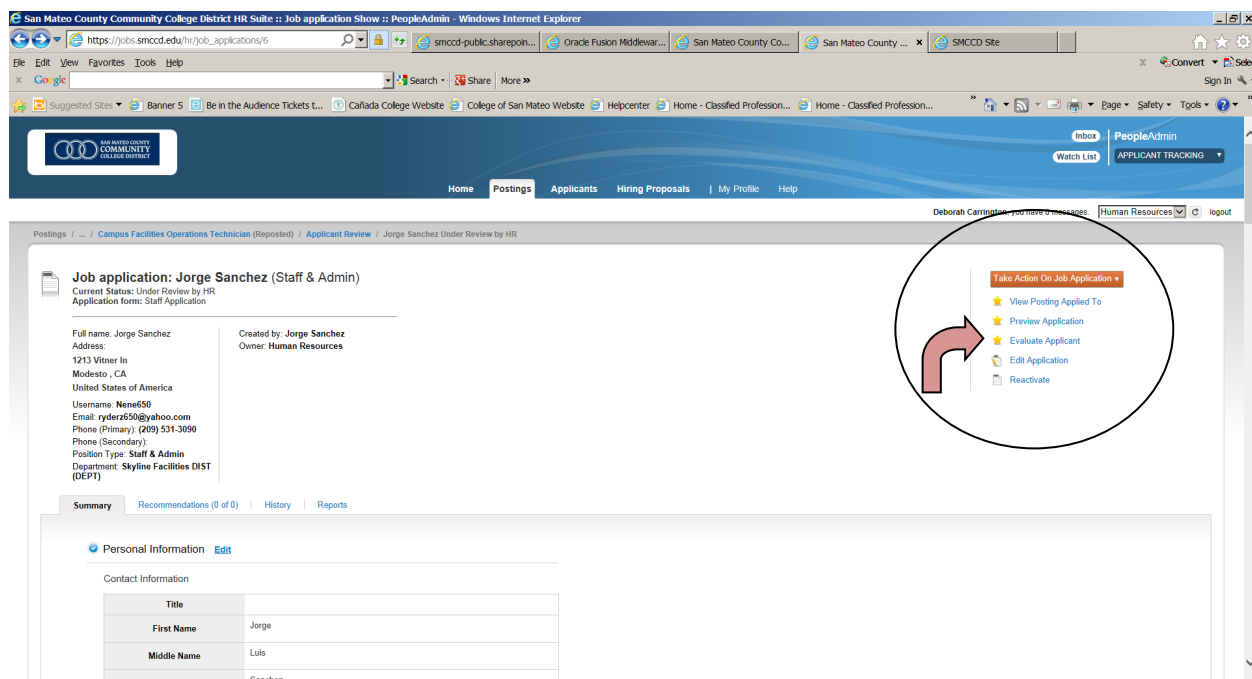 San Mateo County Community College District HR Suite :: Job application Show :: PeopleAdmin - Windows Internet Explorer
https://jobs.smccd.edu/hr/job_applications/6
smccd-public.sharepoin...
Oracle Fusion Middlewar...
San Mateo County Co...
San Mateo County ... ×
SMCCD Site
File Edit View Favorites Tools Help
x Convert Sele
x Google Search Share More »
Sign In
Suggested Sites Banner 5 Be in the Audience Tickets t... Cañada College Website College of San Mateo Website Helpcenter Home - Classified Profession... Home - Classified Profession... » Page Safety Tools »
SAN MATEO COUNTY
COMMUNITY
COLLEGE DISTRICT
Inbox PeopleAdmin
Watch List APPLICANT TRACKING
Home Postings Applicants Hiring Proposals | My Profile Help
Deborah Carrington, you have 0 messages. Human Resources logout
Postings / ... / Campus Facilities Operations Technician (Reposted) / Applicant Review / Jorge Sanchez Under Review by HR
Job application: Jorge Sanchez (Staff & Admin)
Current Status: Under Review by HR
Application form: Staff Application
Full name: Jorge Sanchez
Address:
1213 Vitner ln
Modesto , CA
United States of America
Username: Nene650
Email: ryderz650@yahoo.com
Phone (Primary): (209) 531-3090
Phone (Secondary):
Position Type: Staff & Admin
Department: Skyline Facilities DIST
(DEPT)
Created by: Jorge Sanchez
Owner: Human Resources
Take Action On Job Application
View Posting Applied To
Preview Application
Evaluate Applicant
Edit Application
Reactivate
Summary Recommendations (0 of 0) History Reports
Personal Information Edit
Contact Information
Title
First Name Jorge
Middle Name Luis
Sanchez